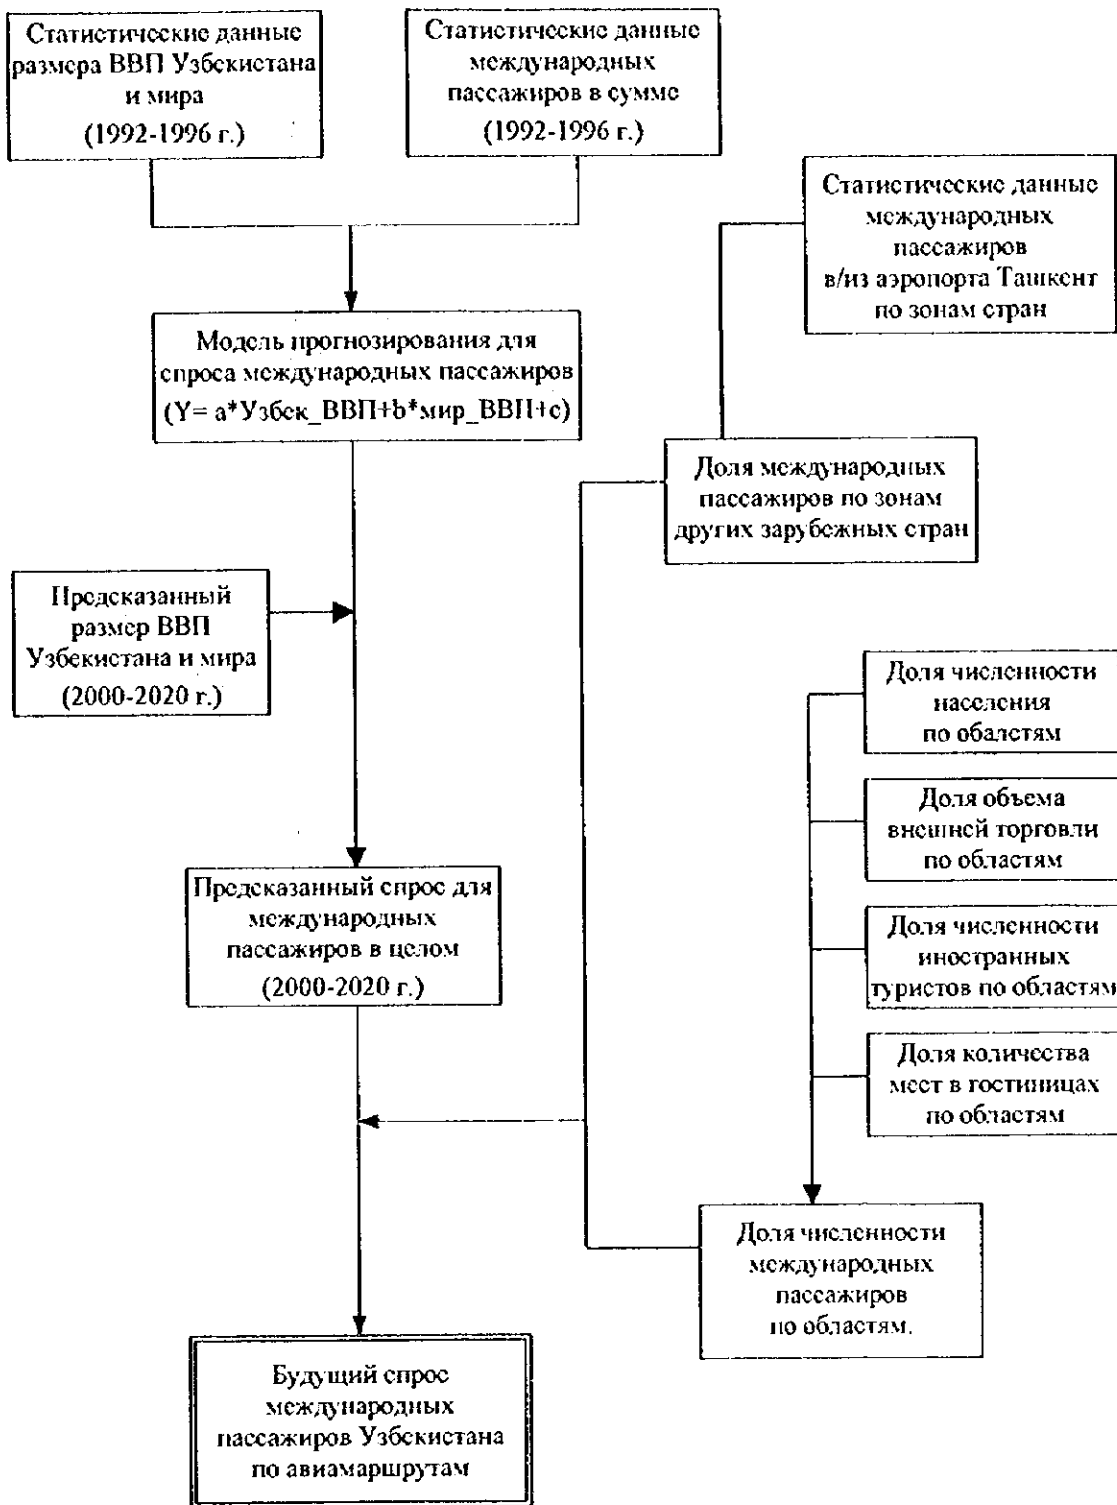 Статистические данные
размера ВВП Узбекистана
и мира
(1992-1996 г.)
Статистические данные
международных
пассажиров в сумме
(1992-1996 г.)
Статистические данные
международных
пассажиров
в/из аэропорта Ташкент
по зонам стран
Модель прогнозирования для
спроса международных пассажиров
(Y= a*Узбек_ВВП+b*мир_ВВП+c)
Доля международных
пассажиров по зонам
других зарубежных стран
Предсказанный
размер ВВП
Узбекистана и мира
(2000-2020 г.)
Доля численности
населения
по обалстям
Доля объема
внешней торговли
по областям
Предсказанный спрос для
международных
пассажиров в целом
(2000-2020 г.)
Доля численности
иностранных
туристов по областям
Доля количества
мест в гостиницах
по областям
Доля численности
международных
пассажиров
по областям.
Будущий спрос
международных
пассажиров Узбекистана
по авиамаршрутам